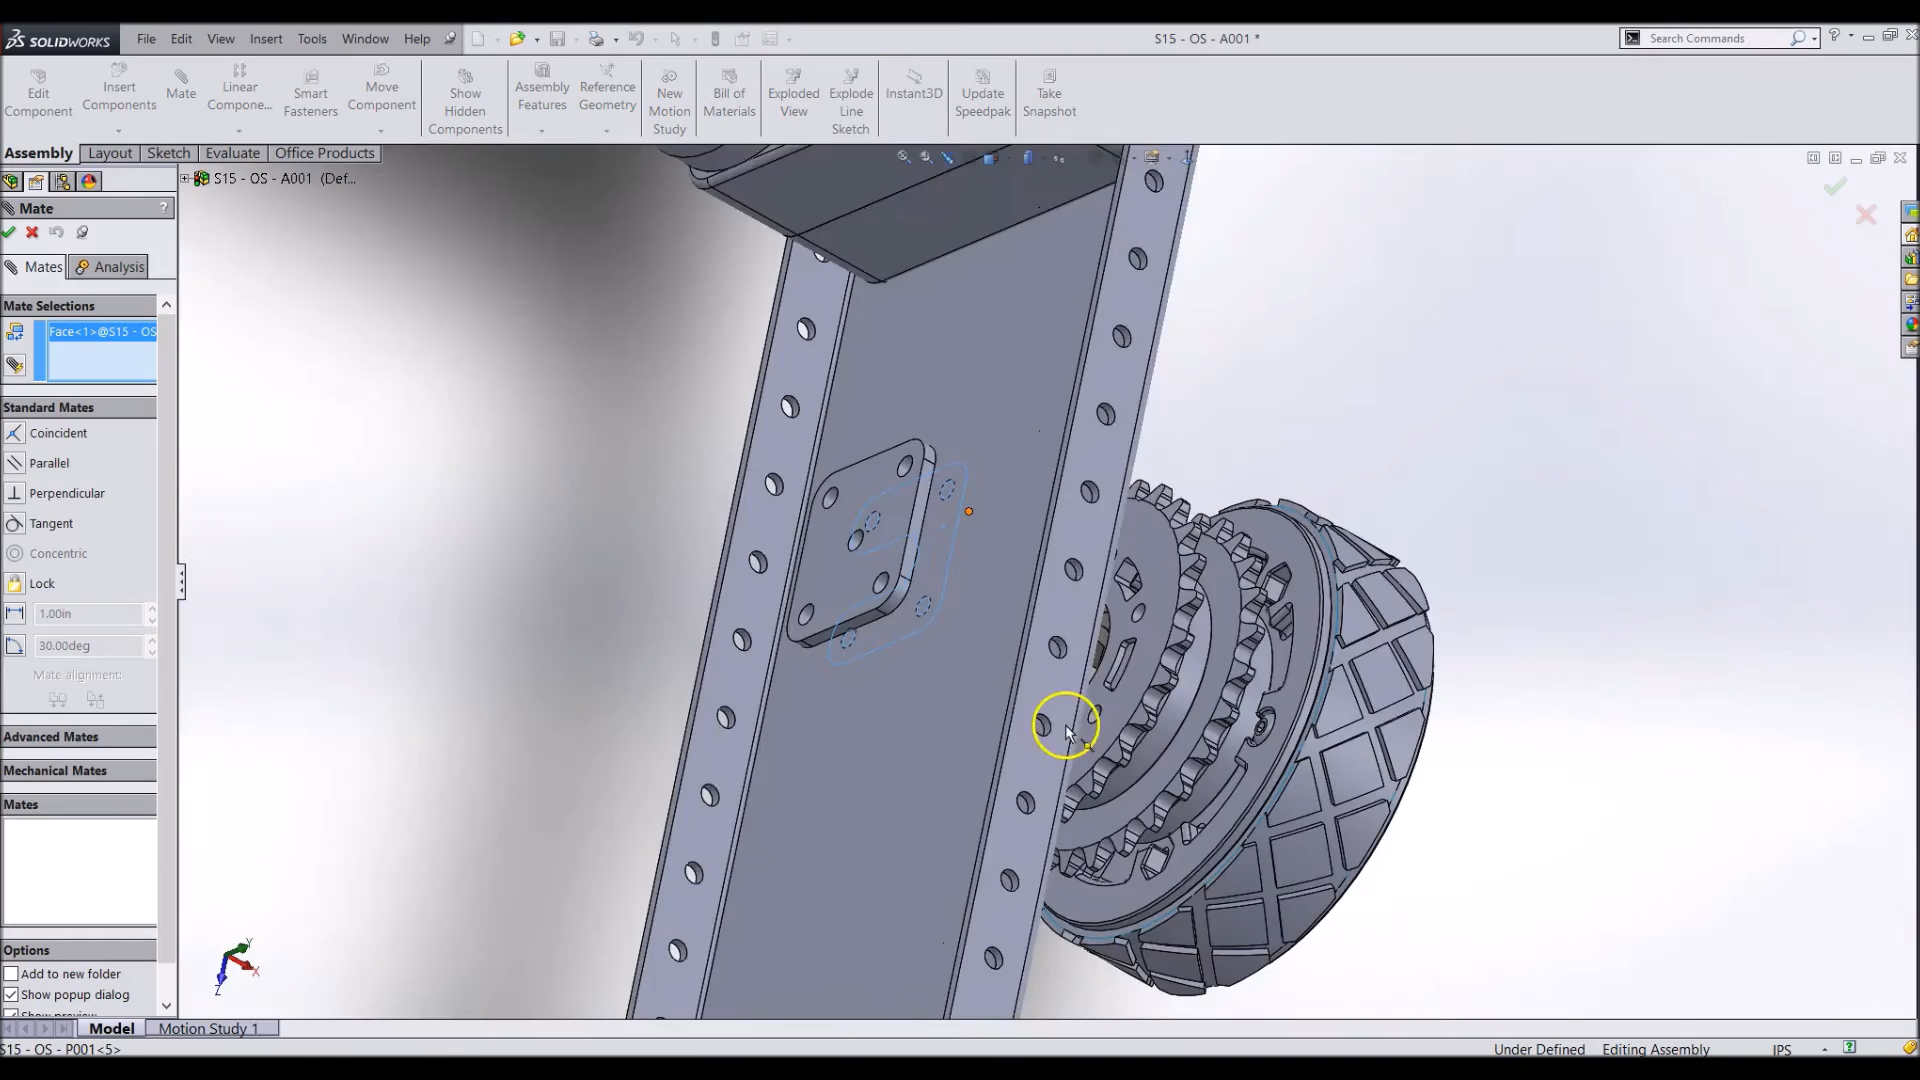 SOLIDWORKS File Edit View Insert Tools Window Help S15 - OS - A001 * Search Commands ?
Edit Component
Insert Components
Mate
Linear Compone...
Smart Fasteners
Move Component
Show Hidden Components
Assembly Features
Reference Geometry
New Motion Study
Bill of Materials
Exploded View
Explode Line Sketch
Instant3D
Update Speedpak
Take Snapshot
Assembly Layout Sketch Evaluate Office Products
S15 - OS - A001 (Def...
Mate ?
Mates Analysis
Mate Selections
Face<1>@S15 - OS
Standard Mates
Coincident
Parallel
Perpendicular
Tangent
Concentric
Lock
1.00in
30.00deg
Mate alignment:
Advanced Mates
Mechanical Mates
Mates
Options
Add to new folder
Show popup dialog
Show preview
Y
X
Z
Model Motion Study 1
S15 - OS - P001<5> Under Defined Editing Assembly IPS ?